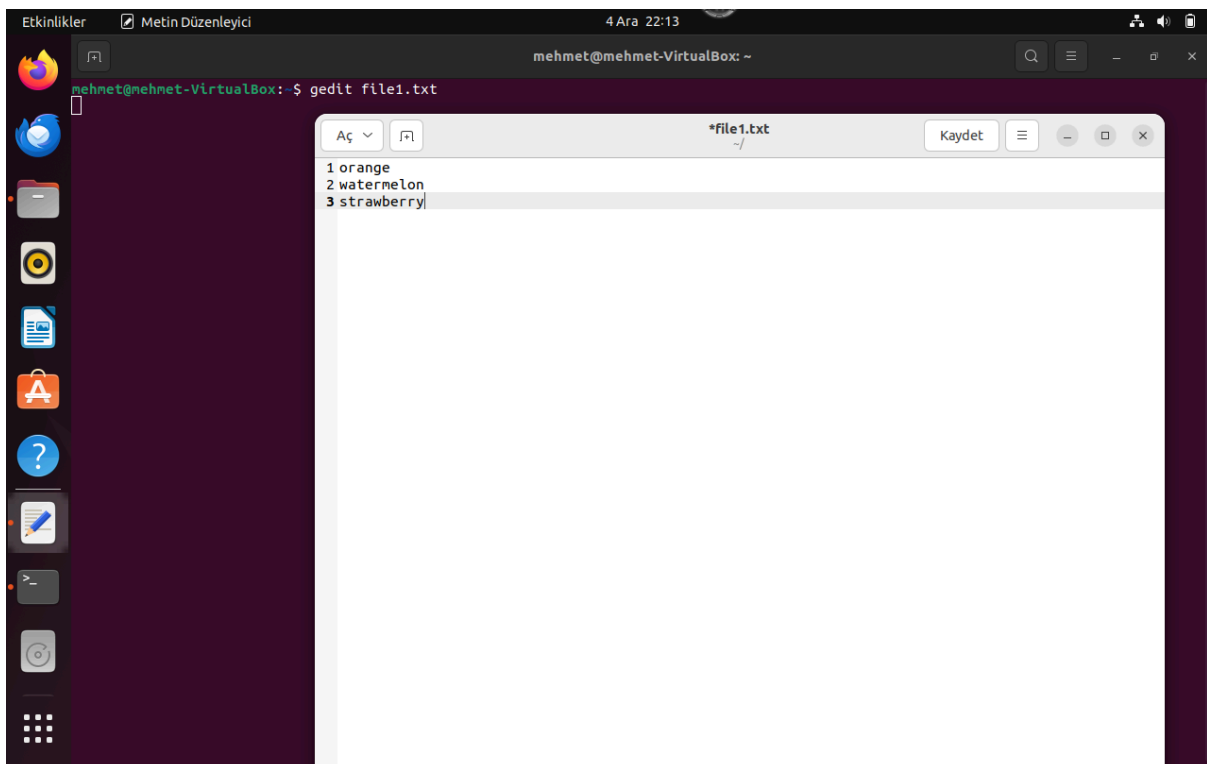 Etkinlikler Metin Düzenleyici 4 Ara 22:13
mehmet@mehmet-VirtualBox: ~
mehmet@mehmet-VirtualBox:~$ gedit file1.txt
Aç *file1.txt Kaydet
~/
1 orange
2 watermelon
3 strawberry